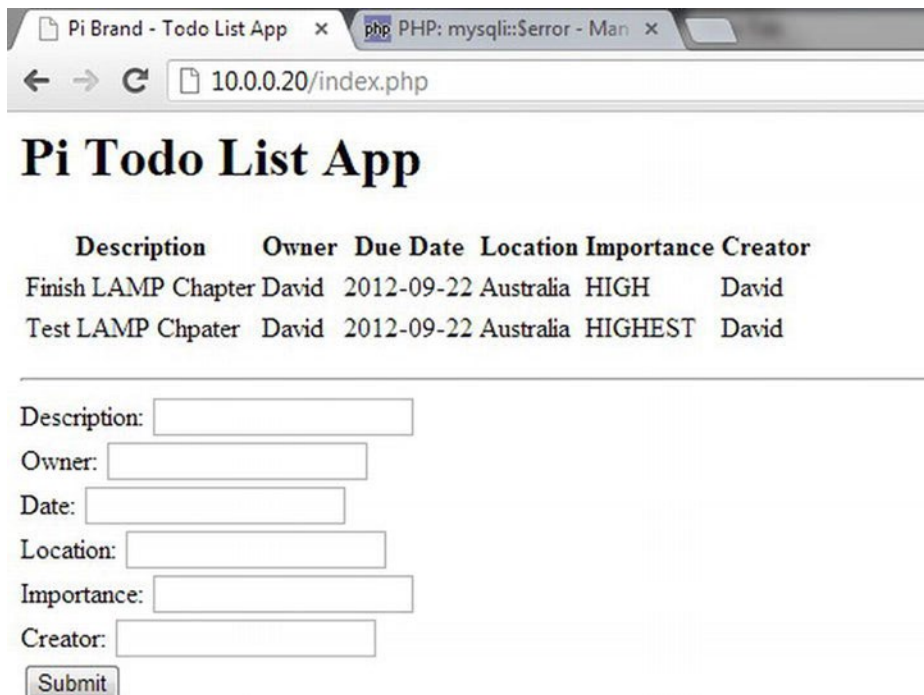 Pi Brand - Todo List App × php PHP: mysqli::$error - Man ×
10.0.0.20/index.php
Pi Todo List App
Description Owner Due Date Location Importance Creator
Finish LAMP Chapter David 2012-09-22 Australia HIGH David
Test LAMP Chpater David 2012-09-22 Australia HIGHEST David
Description:
Owner:
Date:
Location:
Importance:
Creator:
Submit